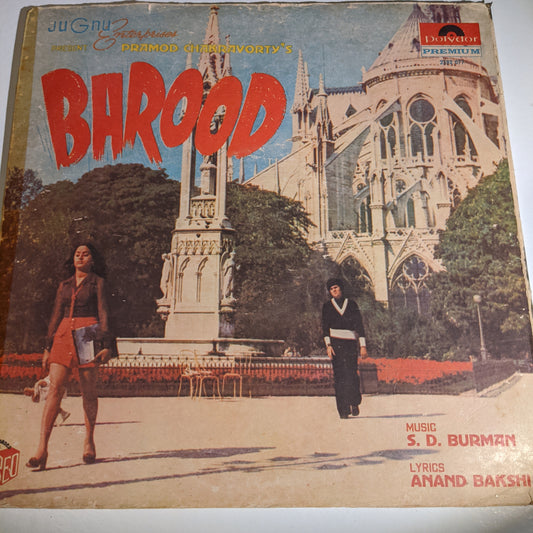 JUGNU Enterprises
PRAMOD CHAKRAVORTY'S
BAROOD
Polydor
PREMIUM
MUSIC
S. D. BURMAN
LYRICS
ANAND BAKSHI